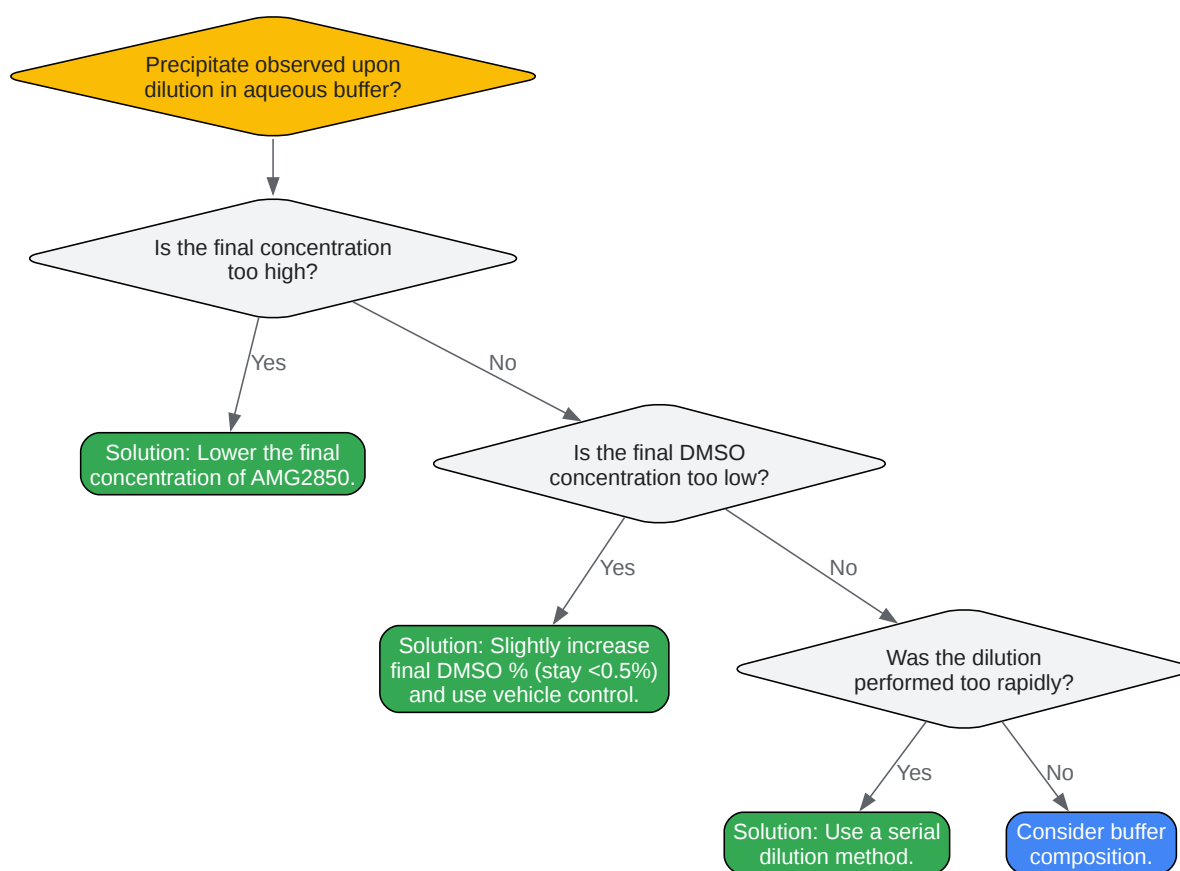 Precipitate observed upon
dilution in aqueous buffer?
Is the final concentration
too high?
Yes
No
Solution: Lower the final
concentration of AMG2850.
Is the final DMSO
concentration too low?
Yes
No
Solution: Slightly increase
final DMSO % (stay <0.5%)
and use vehicle control.
Was the dilution
performed too rapidly?
Yes
No
Solution: Use a serial
dilution method.
Consider buffer
composition.